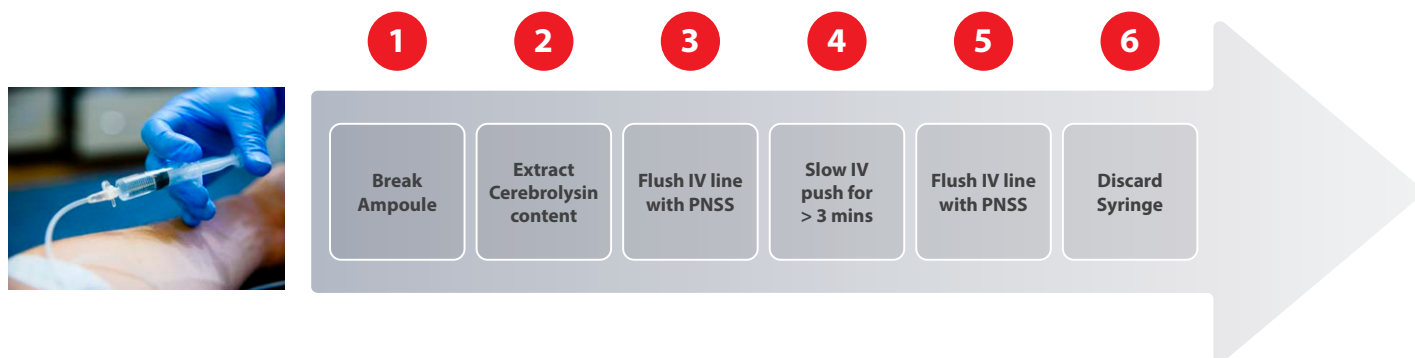 1
2
3
4
5
6
Break
Ampoule
Extract
Cerebrolysin
content
Flush IV line
with PNSS
Slow IV
push for
> 3 mins
Flush IV line
with PNSS
Discard
Syringe